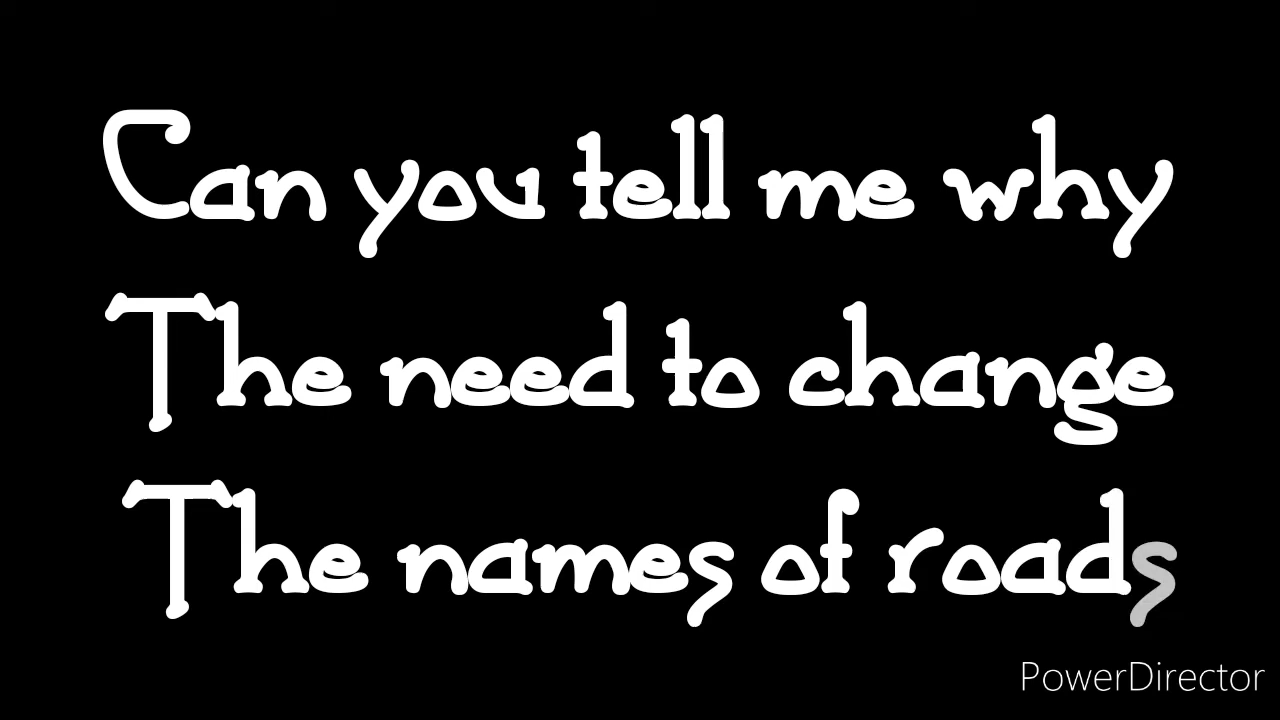 Can you tell me why
The need to change
The names of roads
PowerDirector